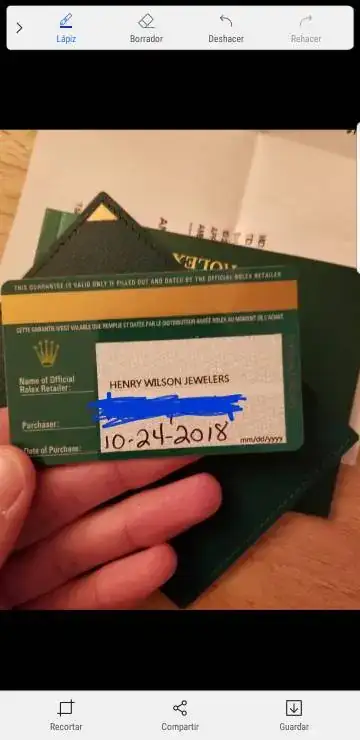 Lápiz
Borrador
Deshacer
Rehacer
ROLEX
THIS GUARANTEE IS VALID ONLY IF FILLED OUT AND DATED BY THE OFFICIAL ROLEX RETAILER
CETTE GARANTIE N'EST VALABLE QUE REMPLIE ET DATÉE PAR LE DISTRIBUTEUR AGRÉÉ ROLEX AU MOMENT DE L'ACHAT
Name of Official
Rolex Retailer:
HENRY WILSON JEWELERS
Purchaser:
Date of Purchase:
10-24-2018
mm/dd/yyyy
Recortar
Compartir
Guardar